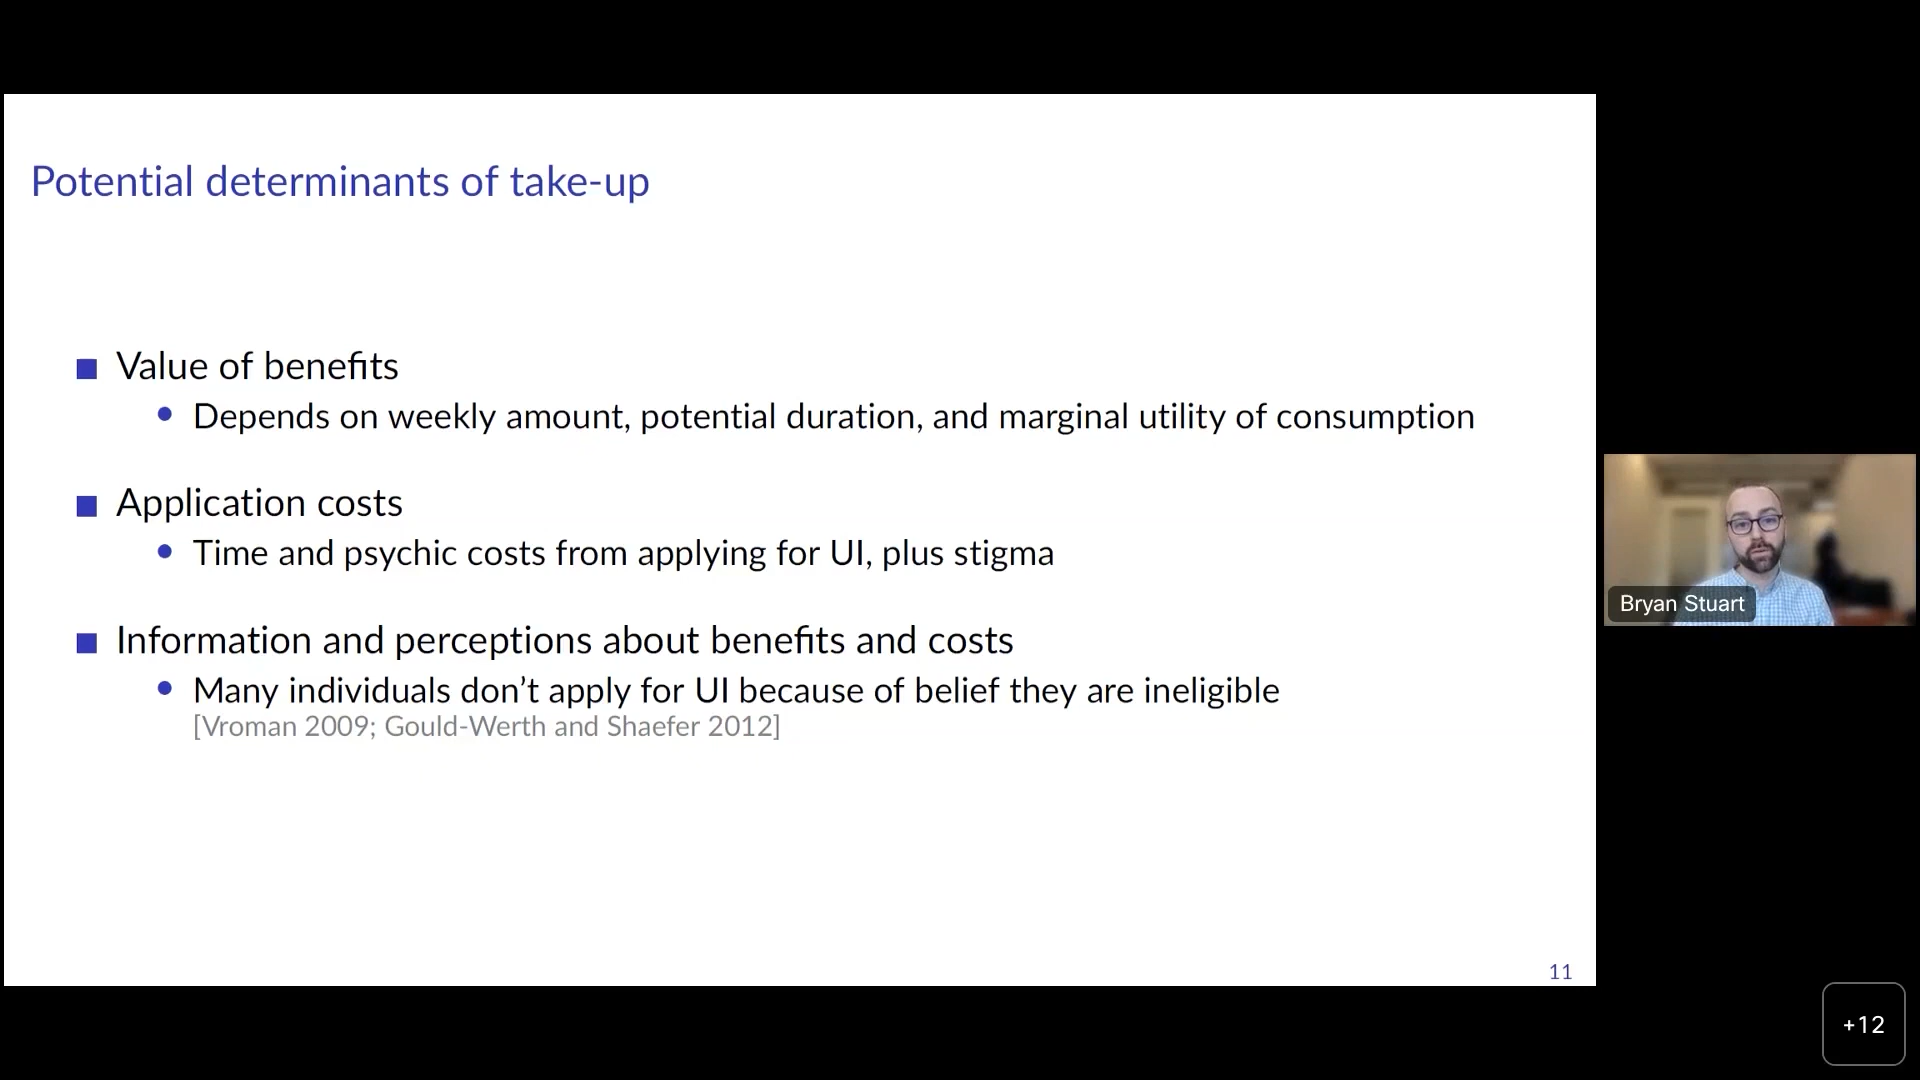 Potential determinants of take-up
Value of benefits
Depends on weekly amount, potential duration, and marginal utility of consumption
Application costs
Time and psychic costs from applying for UI, plus stigma
Information and perceptions about benefits and costs
Many individuals don’t apply for UI because of belief they are ineligible
[Vroman 2009; Gould-Werth and Shaefer 2012]
11
Bryan Stuart
+12